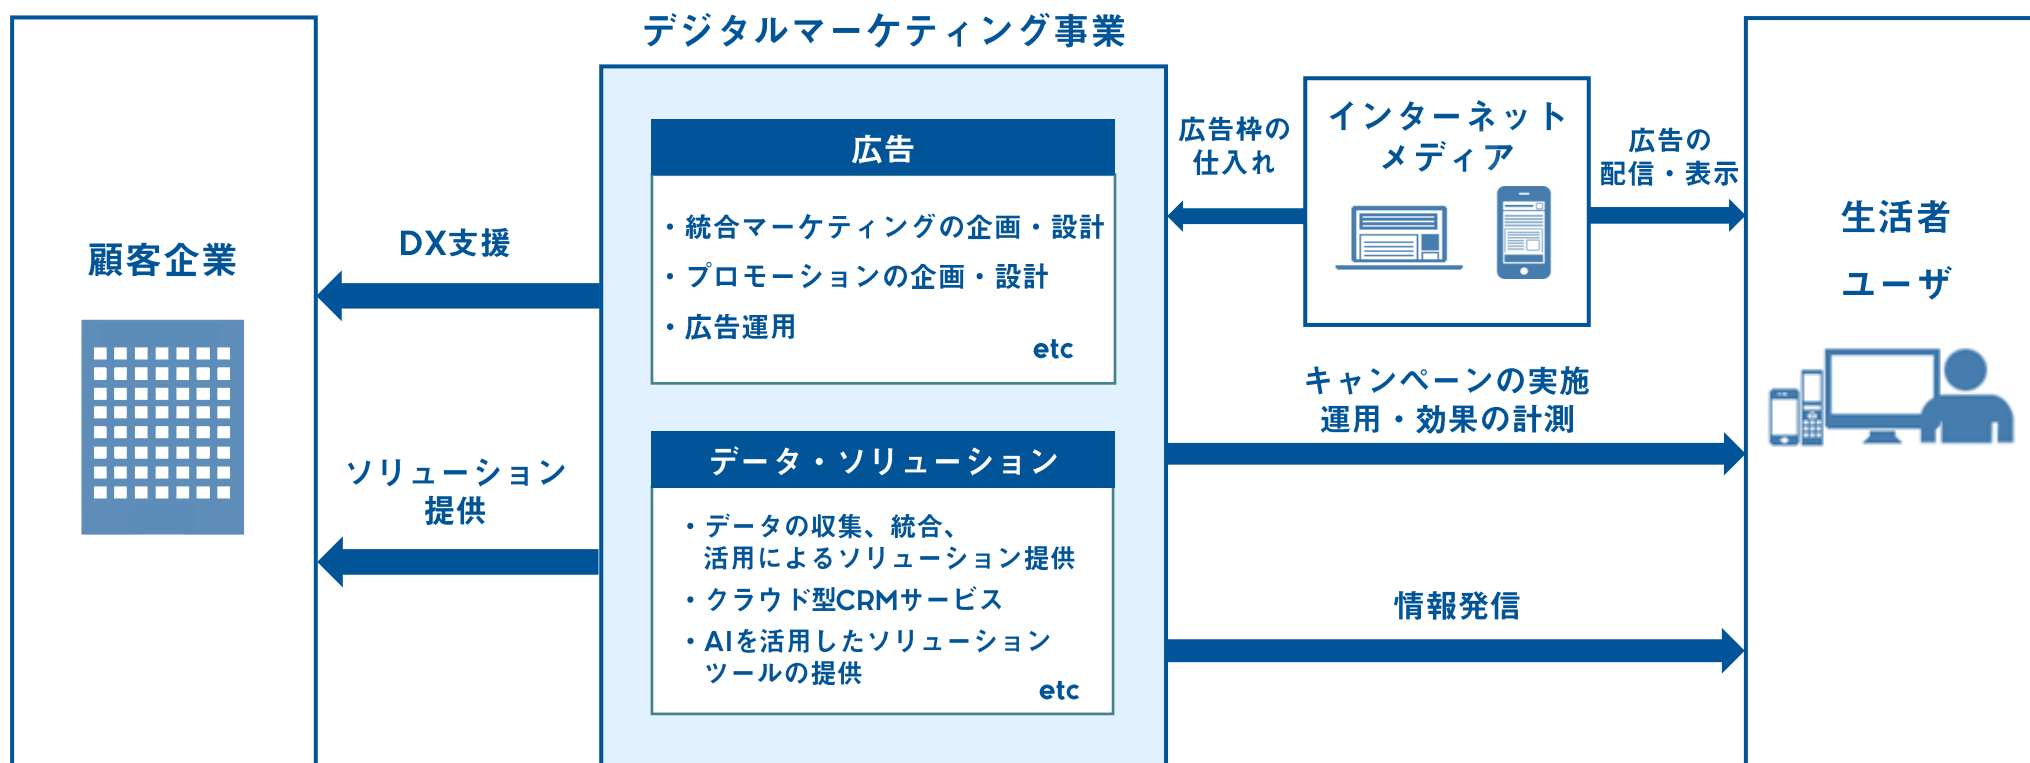 デジタルマーケティング事業
顧客企業
DX支援
ソリューション
提供
広告
・統合マーケティングの企画・設計
・プロモーションの企画・設計
・広告運用
etc
データ・ソリューション
・データの収集、統合、
活用によるソリューション提供
・クラウド型CRMサービス
・AIを活用したソリューション
ツールの提供
etc
広告枠の
仕入れ
インターネット
メディア
広告の
配信・表示
キャンペーンの実施
運用・効果の計測
情報発信
生活者
ユーザ